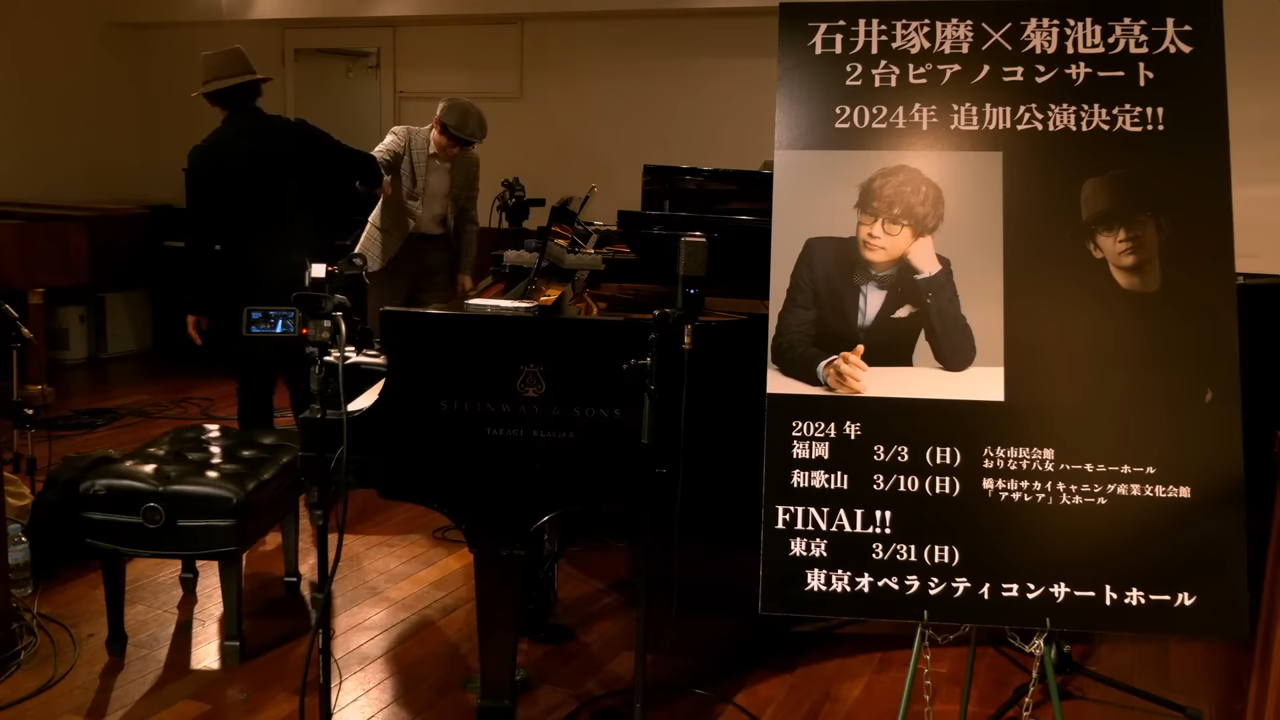 石井琢磨×菊池亮太
２台ピアノコンサート
2024年 追加公演決定!!
2024 年
福岡 3/3 (日) 八女市民会館
おりなす八女 ハーモニーホール
和歌山 3/10 (日) 橋本市サカイキャニング産業文化会館
「アザレア」大ホール
FINAL!!
東京 3/31 (日)
東京オペラシティコンサートホール
STEINWAY & SONS
TAKAGI KLAVIER